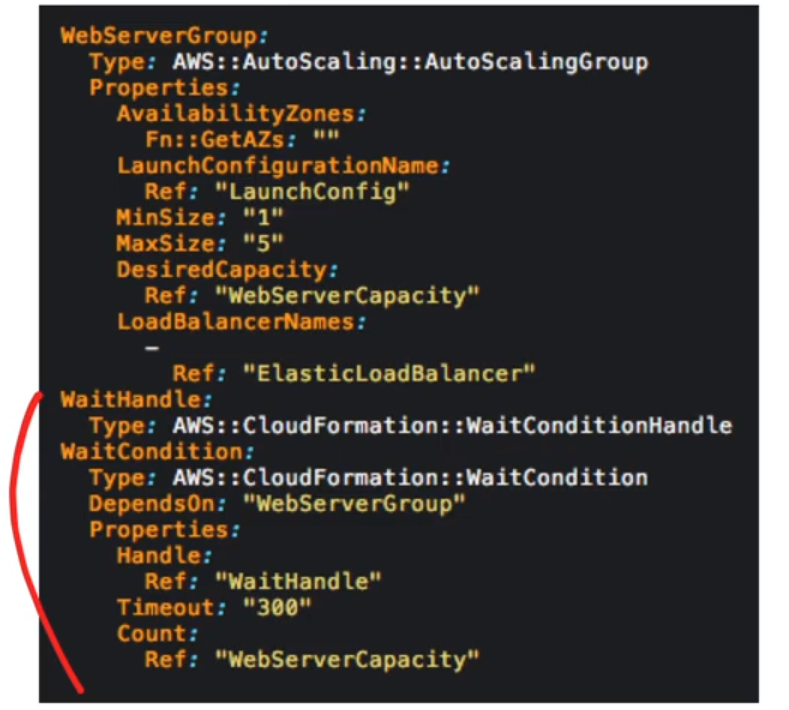 WebServerGroup:
  Type: AWS::AutoScaling::AutoScalingGroup
  Properties:
    AvailabilityZones:
      Fn::GetAZs: ""
    LaunchConfigurationName:
      Ref: "LaunchConfig"
    MinSize: "1"
    MaxSize: "5"
    DesiredCapacity:
      Ref: "WebServerCapacity"
    LoadBalancerNames:
      -
        Ref: "ElasticLoadBalancer"
WaitHandle:
  Type: AWS::CloudFormation::WaitConditionHandle
WaitCondition:
  Type: AWS::CloudFormation::WaitCondition
  DependsOn: "WebServerGroup"
  Properties:
    Handle:
      Ref: "WaitHandle"
    Timeout: "300"
    Count:
      Ref: "WebServerCapacity"